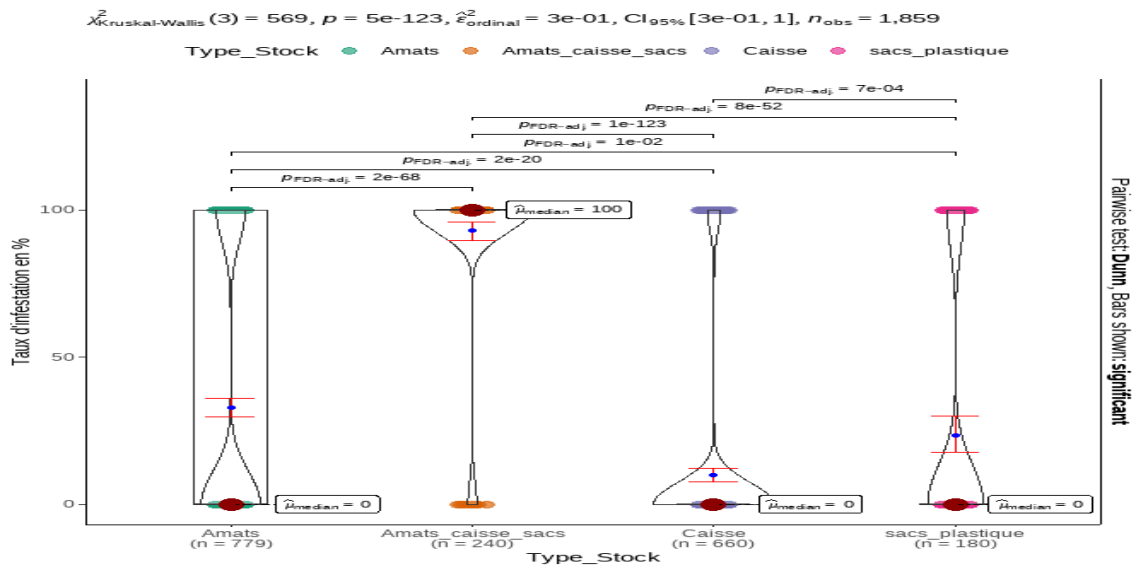 χ²Kruskal-Wallis (3) = 569, p = 5e-123, ε̂²ordinal = 3e-01, CI95% [3e-01, 1], nobs = 1,859
Type_Stock Amats Amats_caisse_sacs Caisse sacs_plastique
pFDR-adj. = 7e-04
pFDR-adj. = 8e-52
pFDR-adj. = 1e-123
pFDR-adj. = 1e-02
pFDR-adj. = 2e-20
pFDR-adj. = 2e-68
100
50
0
Taux d'infestation en %
μ̂median = 0
μ̂median = 100
μ̂median = 0
μ̂median = 0
Pairwise test: Dunn, Bars shown: significant
Amats
(n = 779)
Amats_caisse_sacs
(n = 240)
Caisse
(n = 660)
sacs_plastique
(n = 180)
Type_Stock